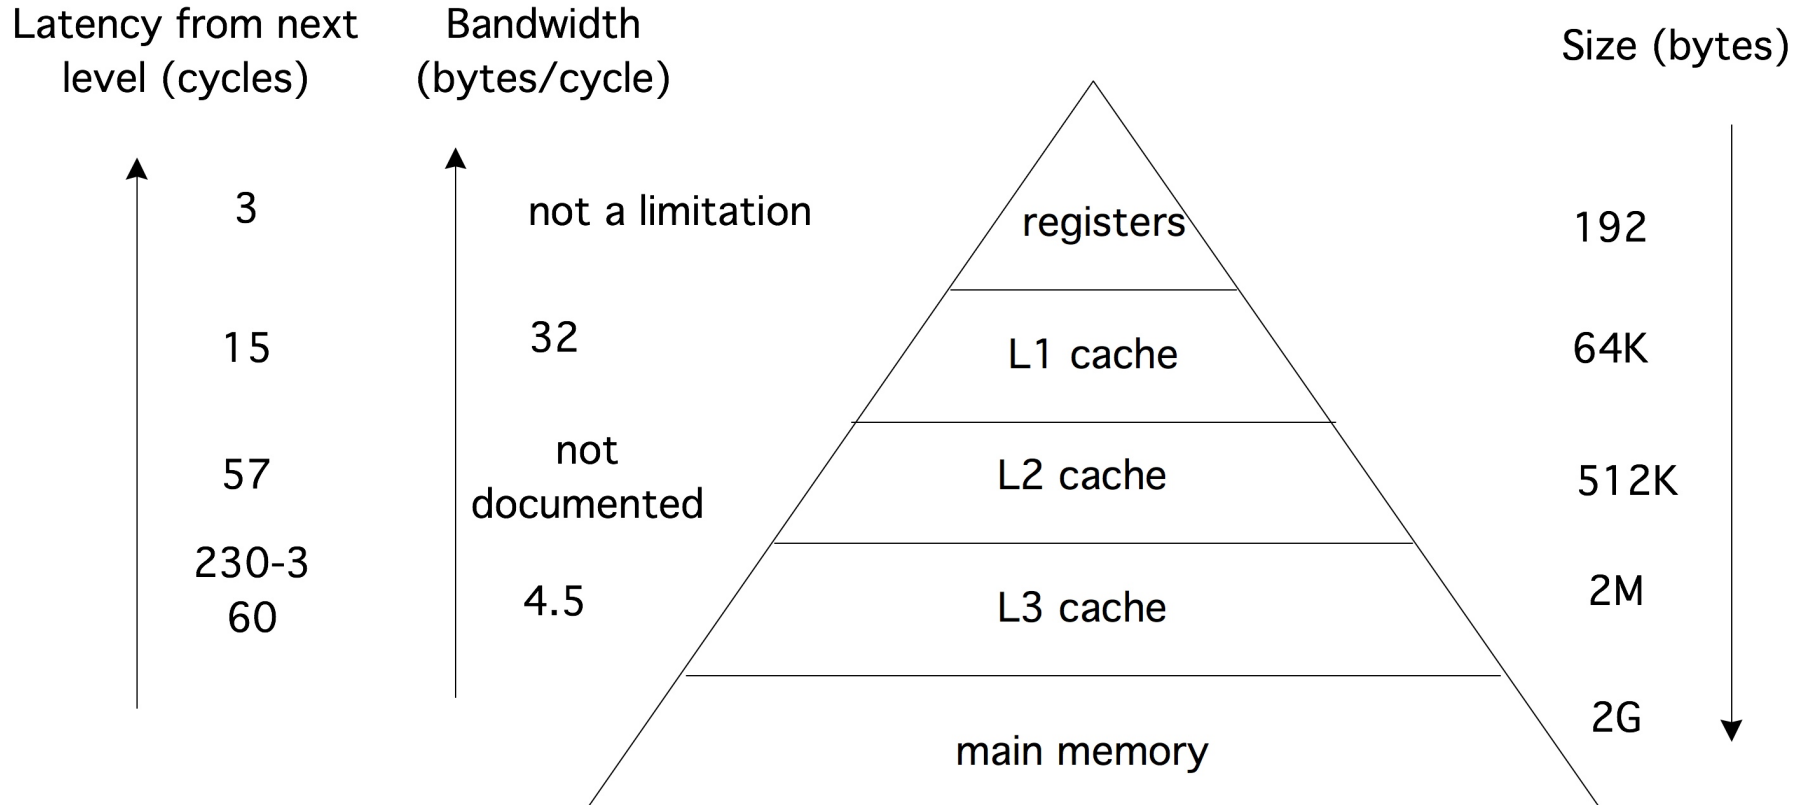 Latency from next
level (cycles)
Bandwidth
(bytes/cycle)
Size (bytes)
3
not a limitation
registers
192
15
32
L1 cache
64K
57
not
documented
L2 cache
512K
230-3
60
4.5
L3 cache
2M
main memory
2G